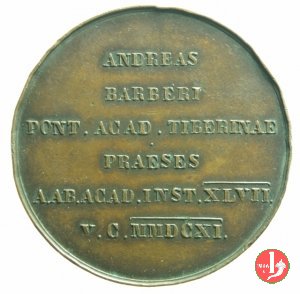 ANDREAS
BARBERI
PONT. ACAD. TIBERINAE
PRAESES
A. AB. ACAD. INST. XLVII.
V. C. MMDCXI.